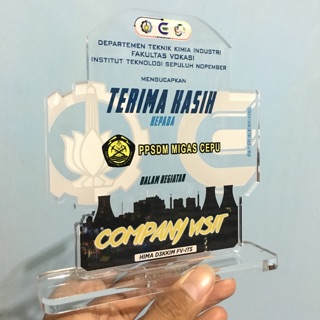 DEPARTEMEN TEKNIK KIMIA INDUSTRI
FAKULTAS VOKASI
INSTITUT TEKNOLOGI SEPULUH NOPEMBER
MENGUCAPKAN
TERIMA KASIH
KEPADA
PPSDM MIGAS CEPU
DALAM KEGIATAN
COMPANY VISIT
HIMA D3KKIM FV-ITS